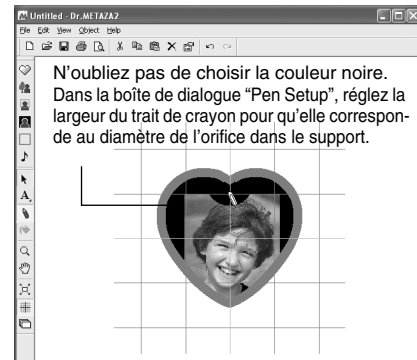 Untitled - Dr.METAZA2
File Edit View Object Help
N'oubliez pas de choisir la couleur noire.
Dans la boîte de dialogue “Pen Setup”, réglez la
largeur du trait de crayon pour qu'elle correspon-
de au diamètre de l'orifice dans le support.
A